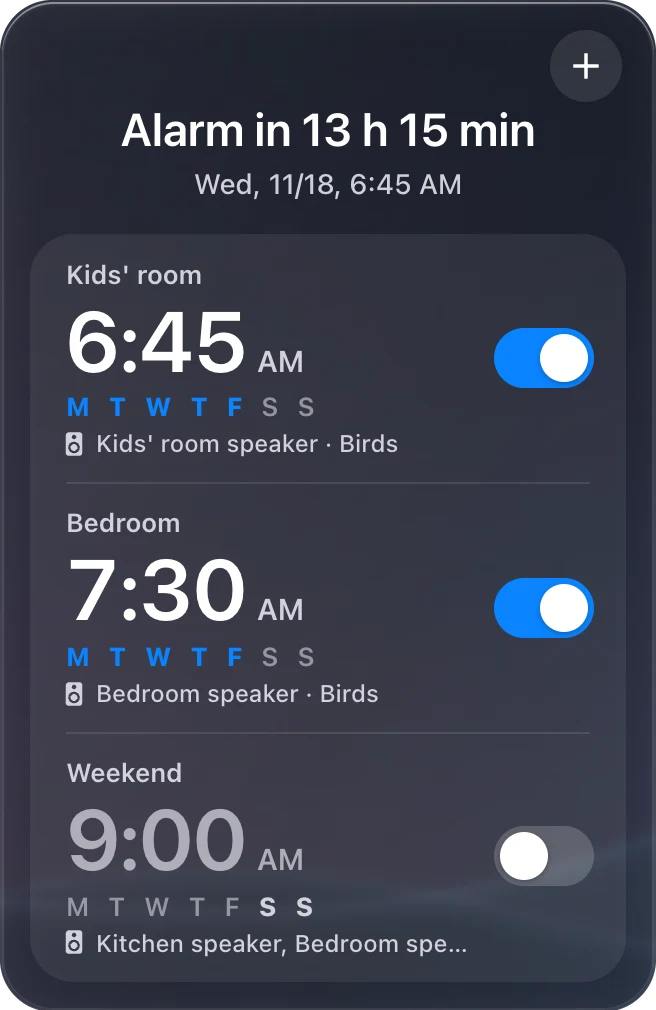 +
Alarm in 13 h 15 min
Wed, 11/18, 6:45 AM
Kids' room
6:45 AM
M T W T F S S
Kids' room speaker · Birds
Bedroom
7:30 AM
M T W T F S S
Bedroom speaker · Birds
Weekend
9:00 AM
M T W T F S S
Kitchen speaker, Bedroom spe...